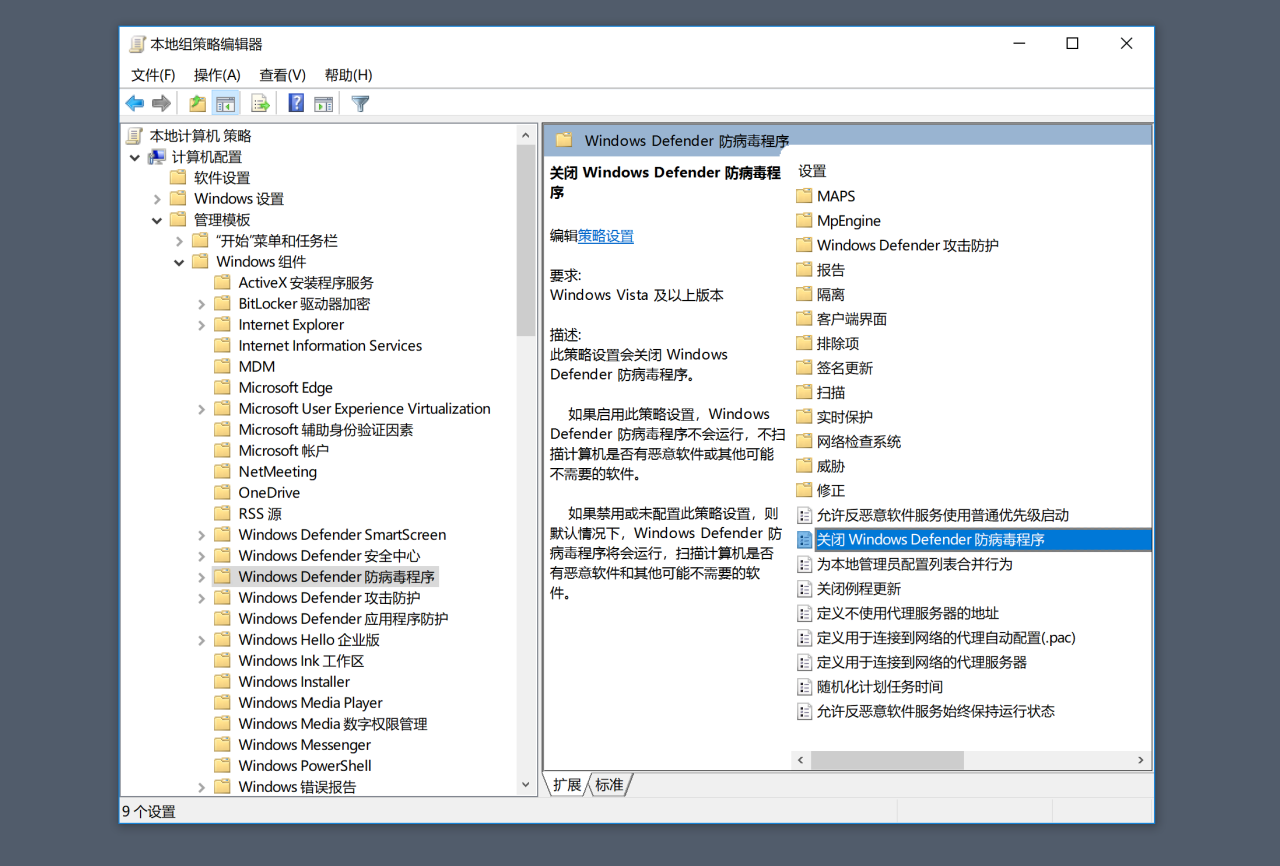 本地组策略编辑器
文件(F) 操作(A) 查看(V) 帮助(H)
本地计算机 策略
计算机配置
软件设置
Windows 设置
管理模板
“开始”菜单和任务栏
Windows 组件
ActiveX 安装程序服务
BitLocker 驱动器加密
Internet Explorer
Internet Information Services
MDM
Microsoft Edge
Microsoft User Experience Virtualization
Microsoft 辅助身份验证因素
Microsoft 帐户
NetMeeting
OneDrive
RSS 源
Windows Defender SmartScreen
Windows Defender 安全中心
Windows Defender 防病毒程序
Windows Defender 攻击防护
Windows Defender 应用程序防护
Windows Hello 企业版
Windows Ink 工作区
Windows Installer
Windows Media Player
Windows Media 数字权限管理
Windows Messenger
Windows PowerShell
Windows 错误报告
Windows Defender 防病毒程序
关闭 Windows Defender 防病毒程
序
编辑策略设置
要求:
Windows Vista 及以上版本
描述:
此策略设置会关闭 Windows
Defender 防病毒程序。
如果启用此策略设置，Windows
Defender 防病毒程序不会运行，不扫
描计算机是否有恶意软件或其他可能
不需要的软件。
如果禁用或未配置此策略设置，则
默认情况下，Windows Defender 防
病毒程序将会运行，扫描计算机是否
有恶意软件和其他可能不需要的软
件。
设置
MAPS
MpEngine
Windows Defender 攻击防护
报告
隔离
客户端界面
排除项
签名更新
扫描
实时保护
网络检查系统
威胁
修正
允许反恶意软件服务使用普通优先级启动
关闭 Windows Defender 防病毒程序
为本地管理员配置列表合并行为
关闭例程更新
定义不使用代理服务器的地址
定义用于连接到网络的代理自动配置(.pac)
定义用于连接到网络的代理服务器
随机化计划任务时间
允许反恶意软件服务始终保持运行状态
扩展 标准
9 个设置